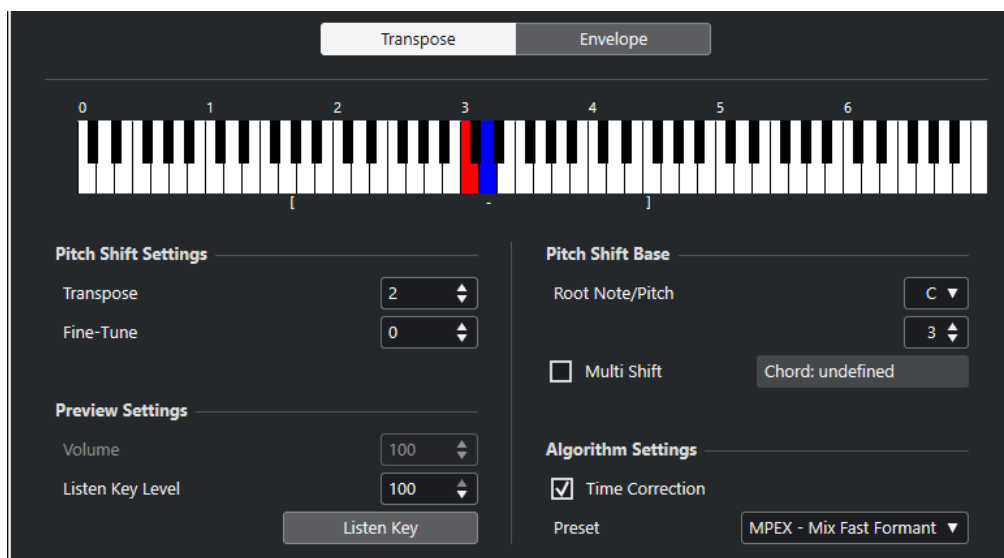 Transpose Envelope
0 1 2 3 4 5 6
[ - ]
Pitch Shift Settings
Transpose 2
Fine-Tune 0
Preview Settings
Volume 100
Listen Key Level 100
Listen Key
Pitch Shift Base
Root Note/Pitch C
3
Multi Shift Chord: undefined
Algorithm Settings
Time Correction
Preset MPEX - Mix Fast Formant